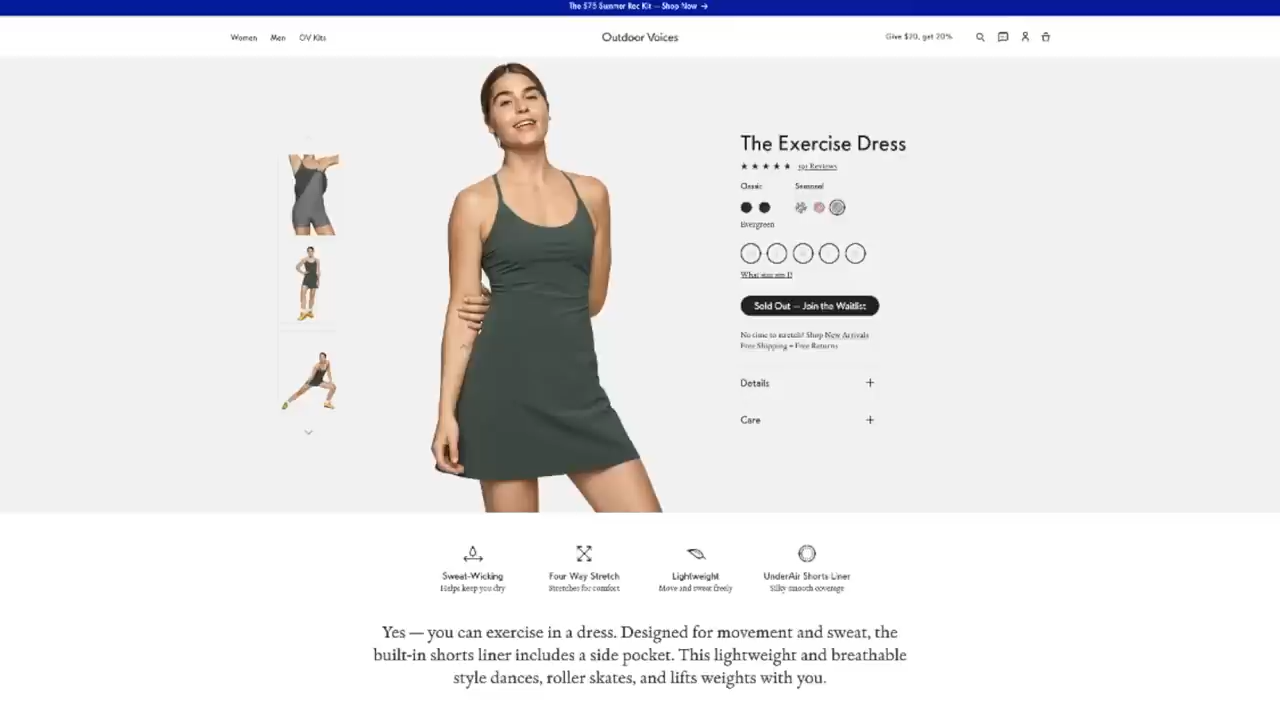 The $75 Summer Rec Kit — Shop Now →
Women Men OV Kits
Outdoor Voices
Give $20, get 20%
The Exercise Dress
★ ★ ★ ★ ★ Reviews
Classic Seasonal
Evergreen
What size am I?
Sold Out — Join the Waitlist
No time to stretch? Shop New Arrivals
Free Shipping + Free Returns
Details +
Care +
Sweat-Wicking
Helps keep you dry
Four Way Stretch
Stretches for comfort
Lightweight
Move and sweat freely
UnderAir Shorts Liner
Silky smooth coverage
Yes — you can exercise in a dress. Designed for movement and sweat, the
built-in shorts liner includes a side pocket. This lightweight and breathable
style dances, roller skates, and lifts weights with you.